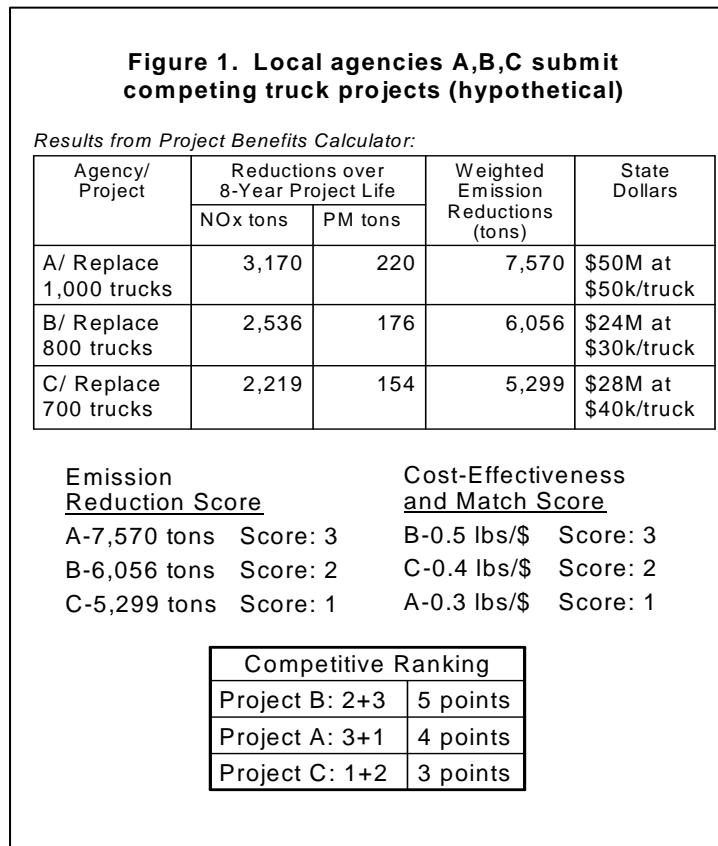 Figure 1. Local agencies A,B,C submit
competing truck projects (hypothetical)
Results from Project Benefits Calculator:
Agency/
Project
Reductions over
8-Year Project Life
NOx tons
PM tons
Weighted
Emission
Reductions
(tons)
State
Dollars
A/ Replace
1,000 trucks
3,170
220
7,570
$50M at
$50k/truck
B/ Replace
800 trucks
2,536
176
6,056
$24M at
$30k/truck
C/ Replace
700 trucks
2,219
154
5,299
$28M at
$40k/truck
Emission
Reduction Score
A-7,570 tons Score: 3
B-6,056 tons Score: 2
C-5,299 tons Score: 1
Cost-Effectiveness
and Match Score
B-0.5 lbs/$ Score: 3
C-0.4 lbs/$ Score: 2
A-0.3 lbs/$ Score: 1
Competitive Ranking
Project B: 2+3 5 points
Project A: 3+1 4 points
Project C: 1+2 3 points